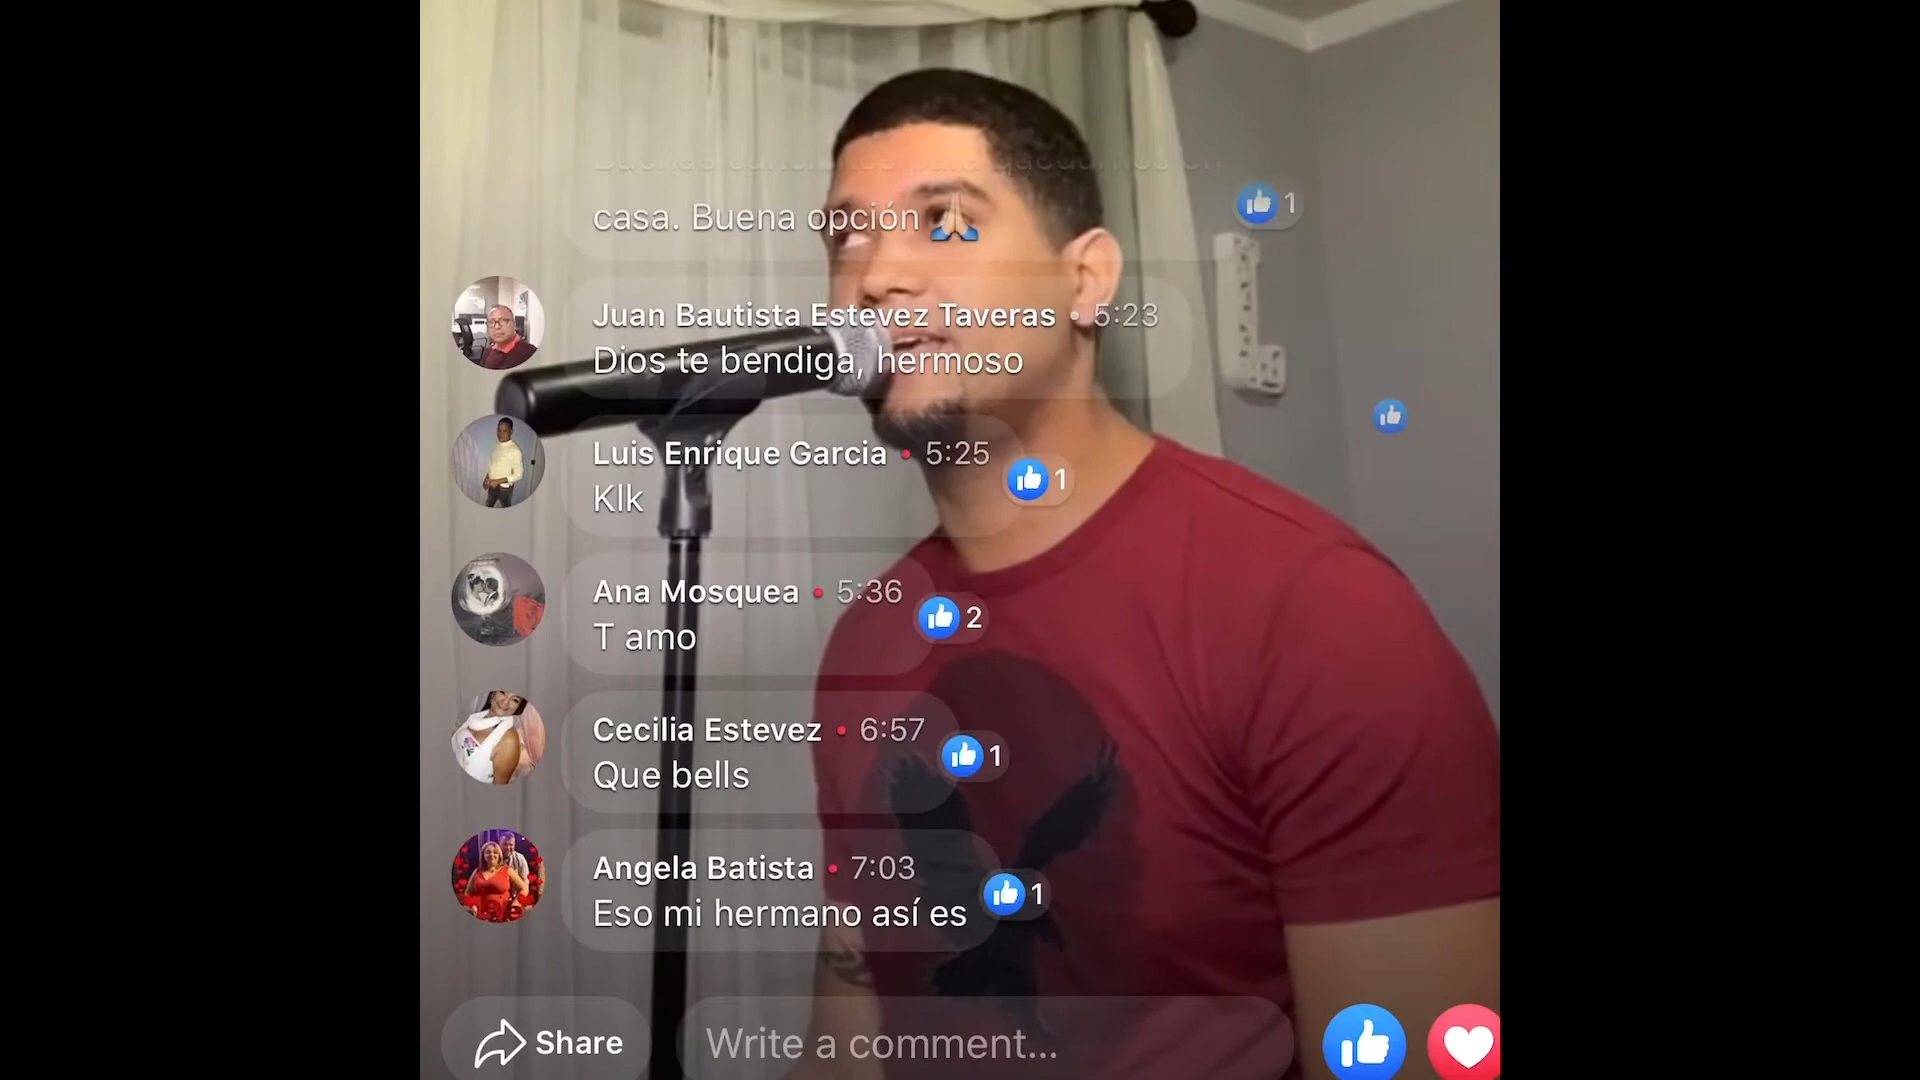 casa. Buena opción 🙏
1
Juan Bautista Estevez Taveras • 5:23
Dios te bendiga, hermoso
Luis Enrique Garcia • 5:25
Klk
1
Ana Mosquea • 5:36
T amo
2
Cecilia Estevez • 6:57
Que bells
1
Angela Batista • 7:03
Eso mi hermano así es
1
Share
Write a comment...